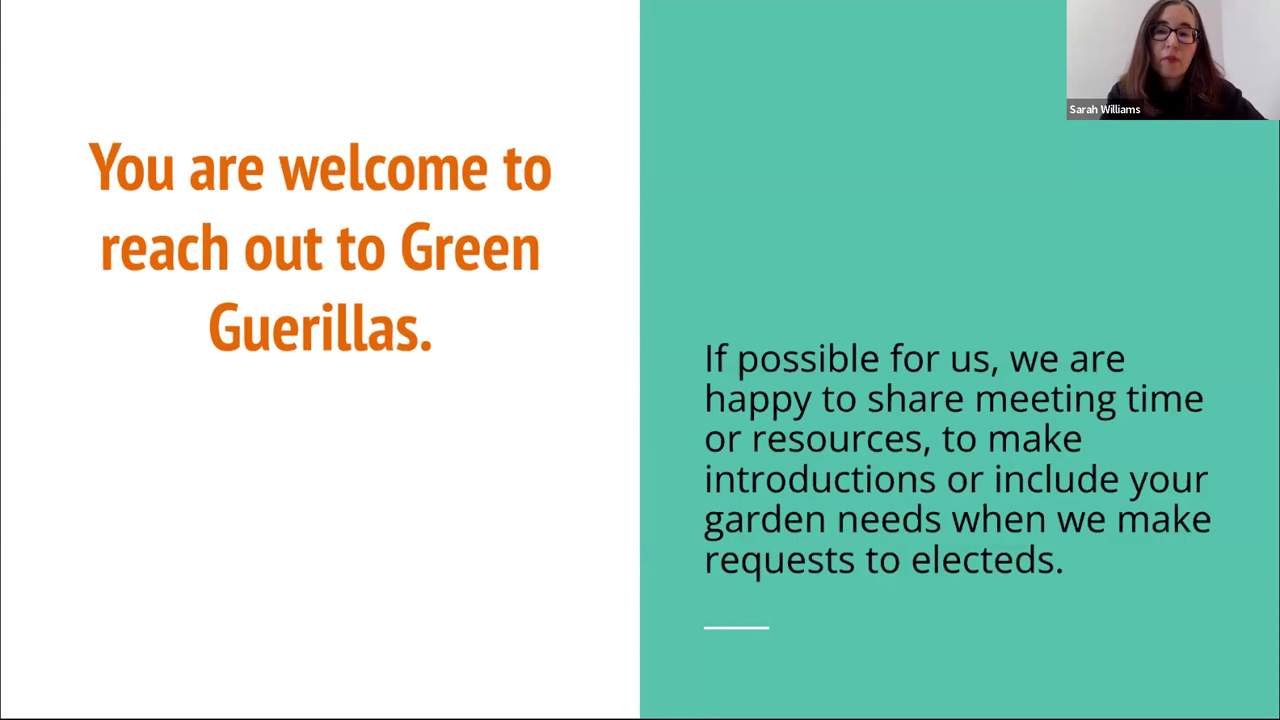 You are welcome to
reach out to Green
Guerillas.
If possible for us, we are
happy to share meeting time
or resources, to make
introductions or include your
garden needs when we make
requests to electeds.
Sarah Williams